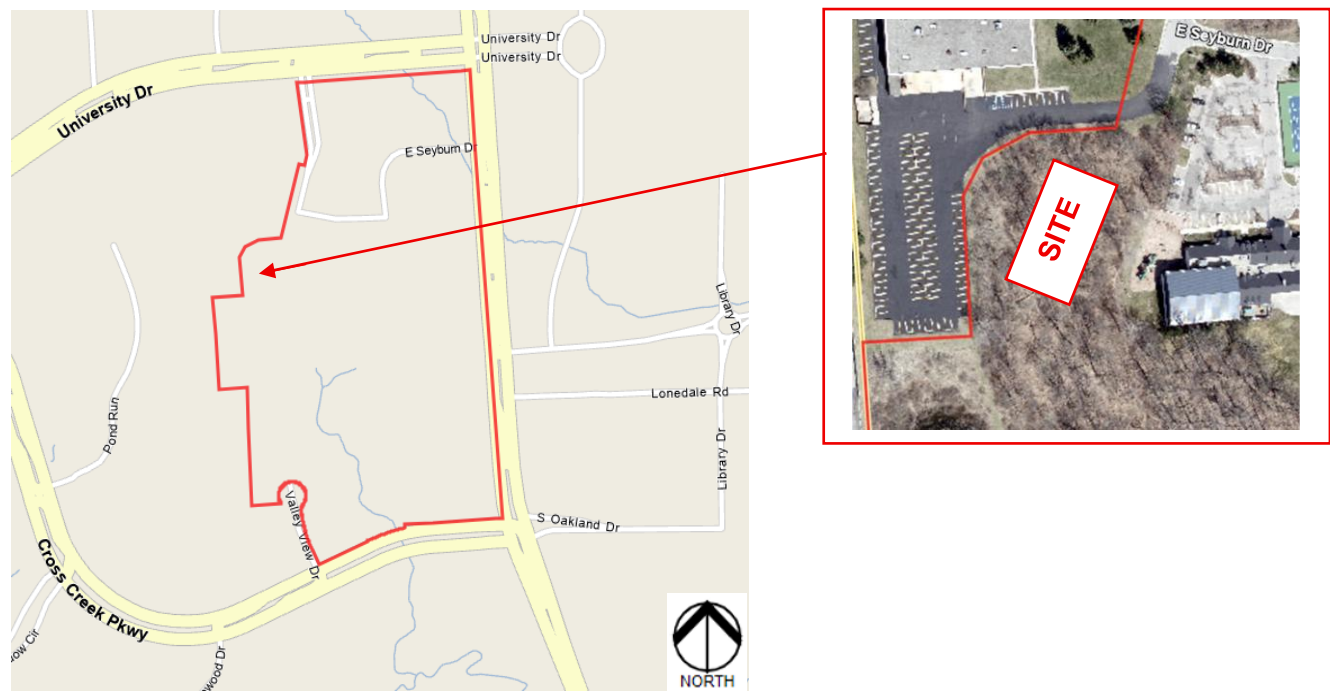 University Dr
University Dr
University Dr
E Seyburn Dr
Library Dr
Lonedale Rd
Library Dr
Pond Run
Valley View Dr
S Oakland Dr
Cross Creek Pkwy
NORTH
E Seyburn Dr
SITE